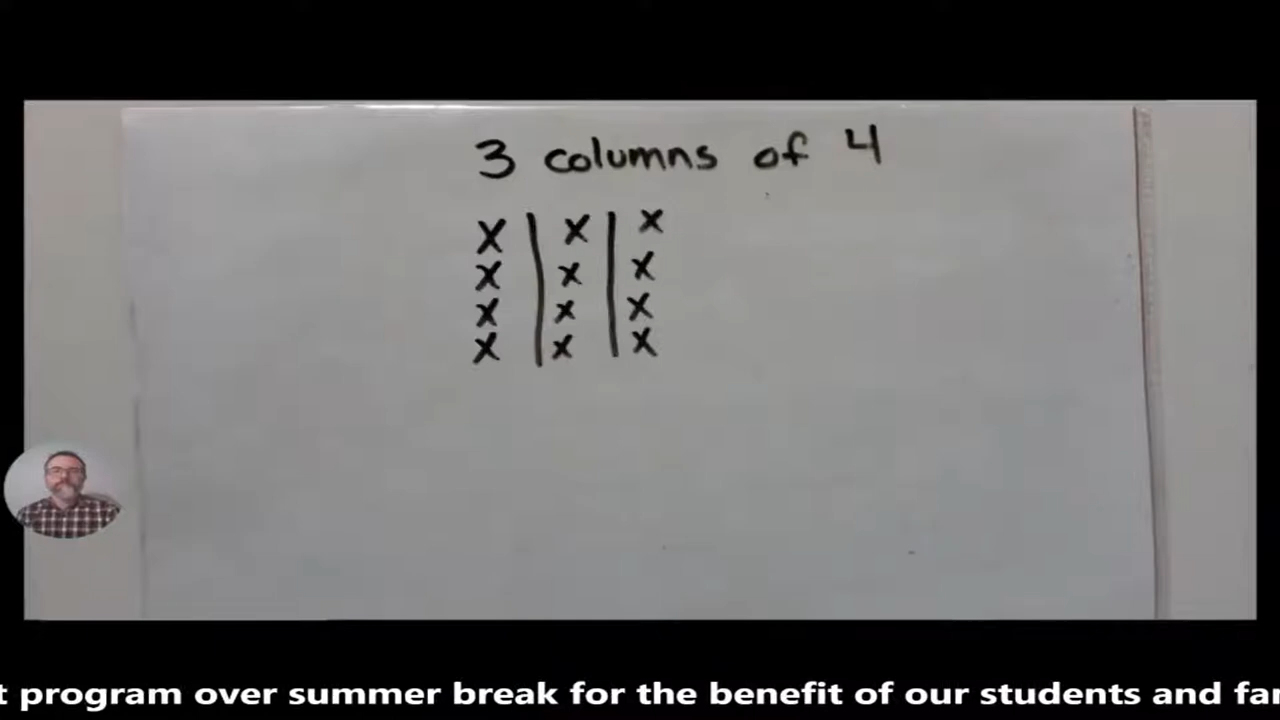 3 columns of 4
X | X | X
X | X | X
X | X | X
X | X | X
t program over summer break for the benefit of our students and far